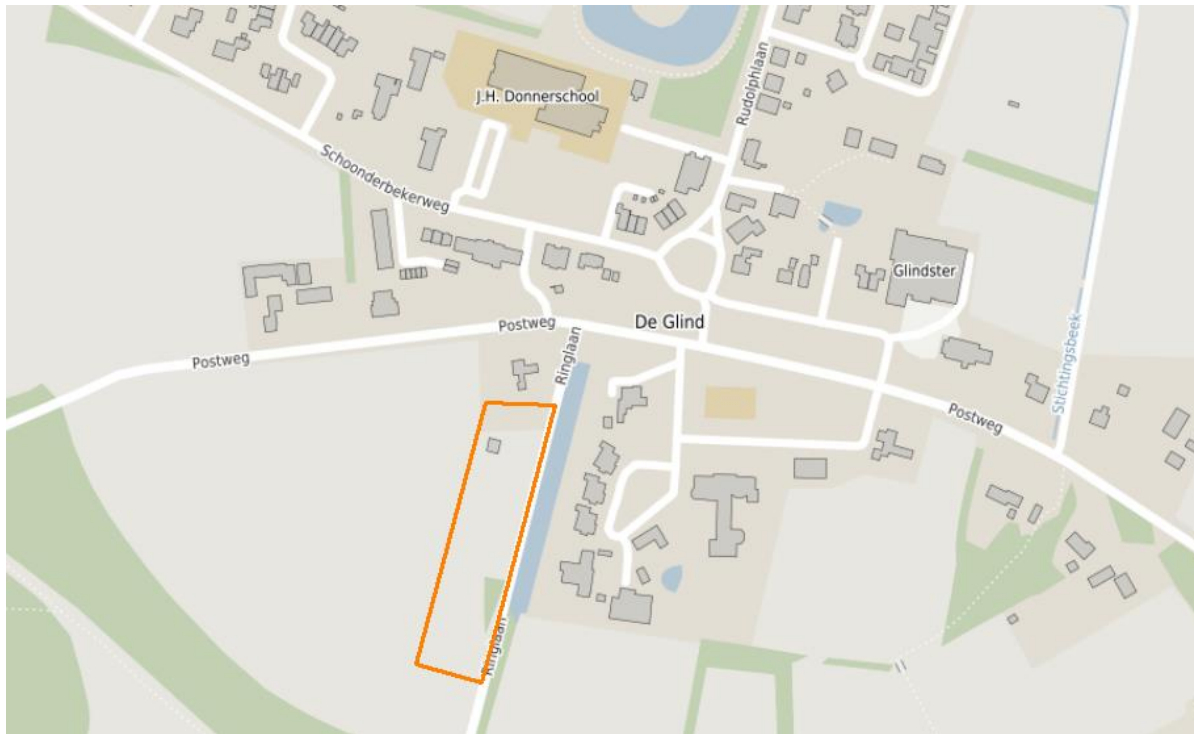 J.H. Donnerschool
Rudolphlaan
Schoonderbekerweg
Glindster
Postweg
De Glind
Ringlaan
Postweg
Stichtingsbeek
Postweg
Ringlaan